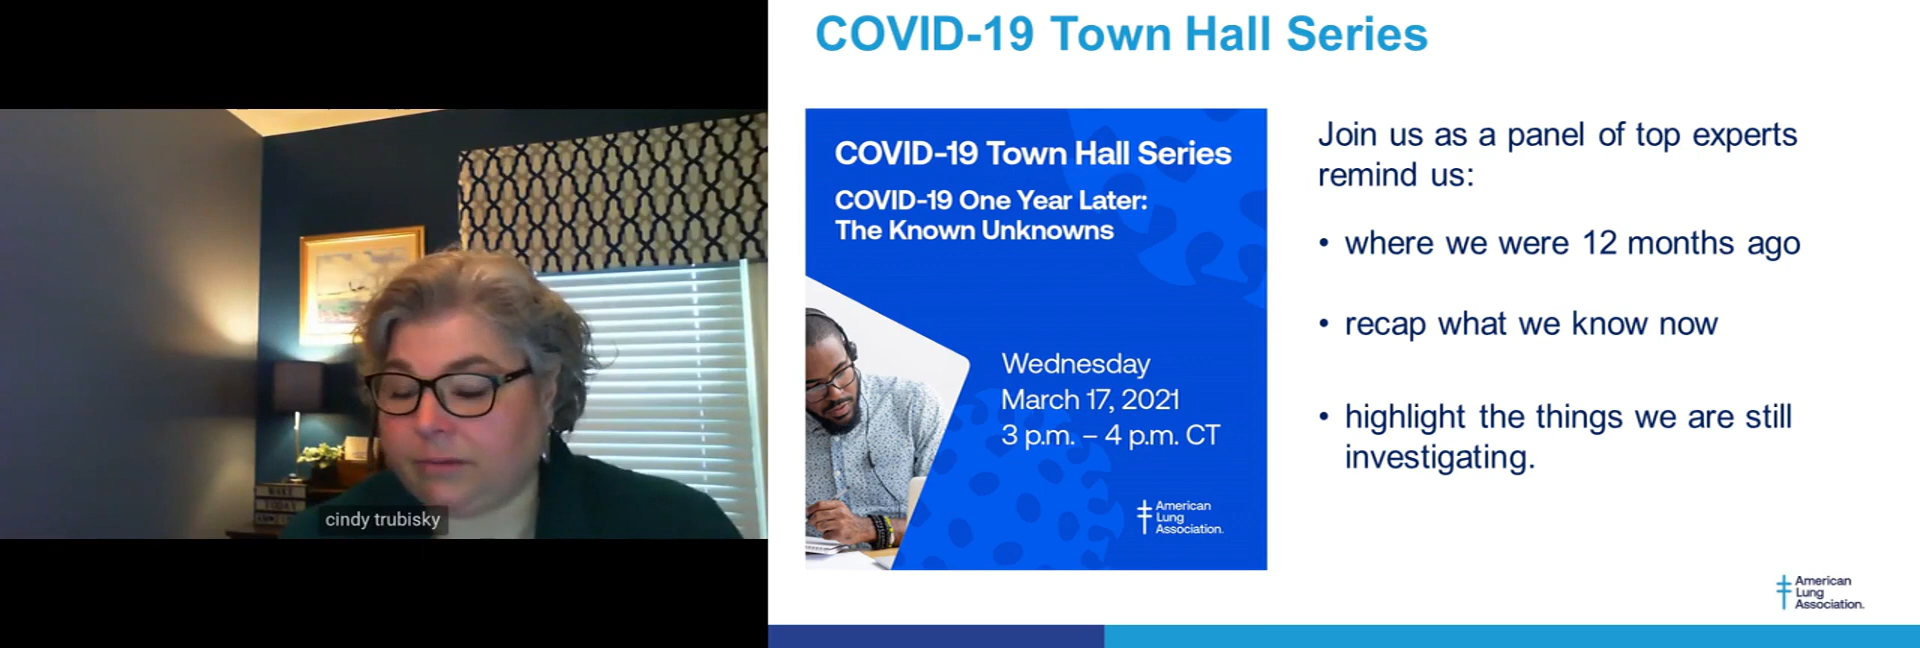 COVID-19 Town Hall Series
COVID-19 Town Hall Series
COVID-19 One Year Later:
The Known Unknowns
Wednesday
March 17, 2021
3 p.m. – 4 p.m. CT
American
Lung
Association.
Join us as a panel of top experts
remind us:
• where we were 12 months ago
• recap what we know now
• highlight the things we are still
investigating.
American
Lung
Association.
cindy trubisky
MAKE
TODAY